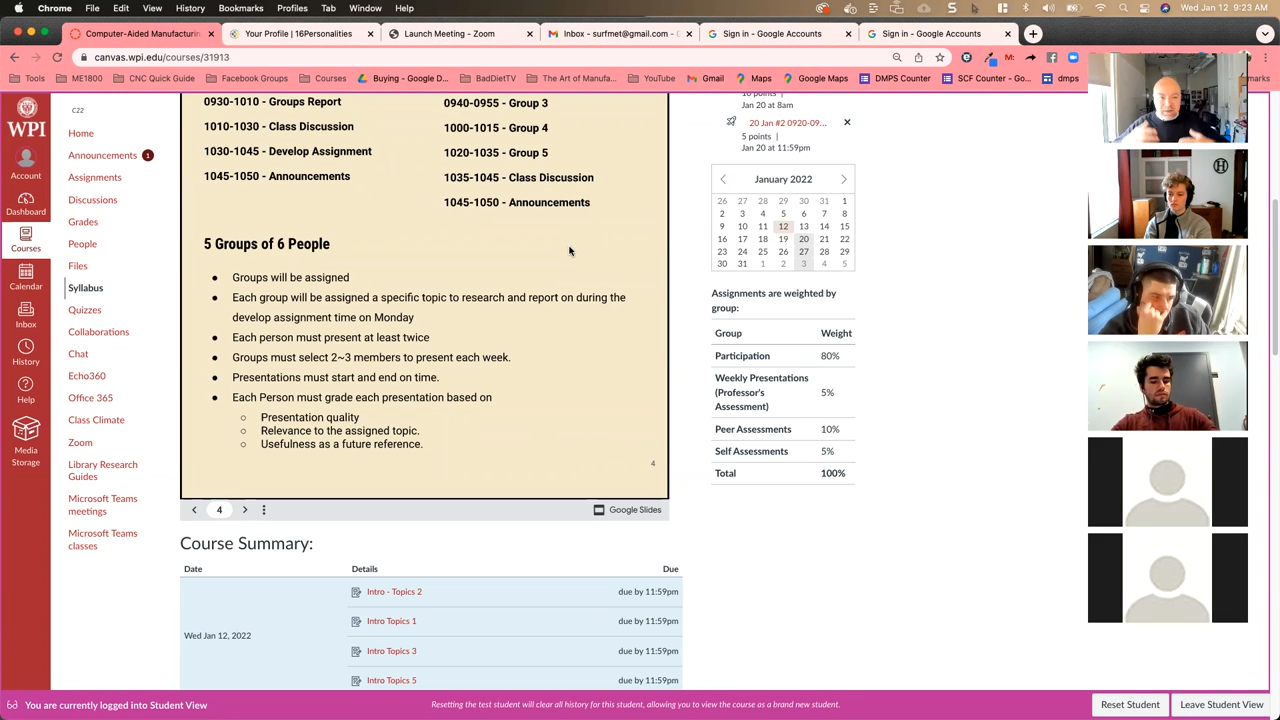 Chrome File Edit View History Bookmarks Profiles Tab Window Help
Computer-Aided Manufacturin
Your Profile | 16Personalities
Launch Meeting - Zoom
Inbox - surfmet@gmail.com -
Sign in - Google Accounts
Sign in - Google Accounts
canvas.wpi.edu/courses/31913
Tools
ME1800
CNC Quick Guide
Facebook Groups
Courses
Buying - Google D...
BadDietTV
The Art of Manufa...
YouTube
Gmail
Maps
Google Maps
DMPS Counter
SCF Counter - Go...
dmps
marks
WPI
Account
Dashboard
Courses
Calendar
Inbox
History
Help
Media
Storage
C22
Home
Announcements 1
Assignments
Discussions
Grades
People
Files
Syllabus
Quizzes
Collaborations
Chat
Echo360
Office 365
Class Climate
Zoom
Library Research
Guides
Microsoft Teams
meetings
Microsoft Teams
classes
0930-1010 - Groups Report
1010-1030 - Class Discussion
1030-1045 - Develop Assignment
1045-1050 - Announcements
0940-0955 - Group 3
1000-1015 - Group 4
1020-1035 - Group 5
1035-1045 - Class Discussion
1045-1050 - Announcements
5 Groups of 6 People
● Groups will be assigned
● Each group will be assigned a specific topic to research and report on during the
develop assignment time on Monday
● Each person must present at least twice
● Groups must select 2~3 members to present each week.
● Presentations must start and end on time.
● Each Person must grade each presentation based on
○ Presentation quality
○ Relevance to the assigned topic.
○ Usefulness as a future reference.
4
4
Google Slides
Course Summary:
Date Details Due
Wed Jan 12, 2022
Intro - Topics 2 due by 11:59pm
Intro Topics 1 due by 11:59pm
Intro Topics 3 due by 11:59pm
Intro Topics 5 due by 11:59pm
10 points |
Jan 20 at 8am
20 Jan #2 0920-09...
5 points |
Jan 20 at 11:59pm
January 2022
26 27 28 29 30 31 1
2 3 4 5 6 7 8
9 10 11 12 13 14 15
16 17 18 19 20 21 22
23 24 25 26 27 28 29
30 31 1 2 3 4 5
Assignments are weighted by
group:
Group Weight
Participation 80%
Weekly Presentations
(Professor's
Assessment)
5%
Peer Assessments 10%
Self Assessments 5%
Total 100%
You are currently logged into Student View
Resetting the test student will clear all history for this student, allowing you to view the course as a brand new student.
Reset Student
Leave Student View